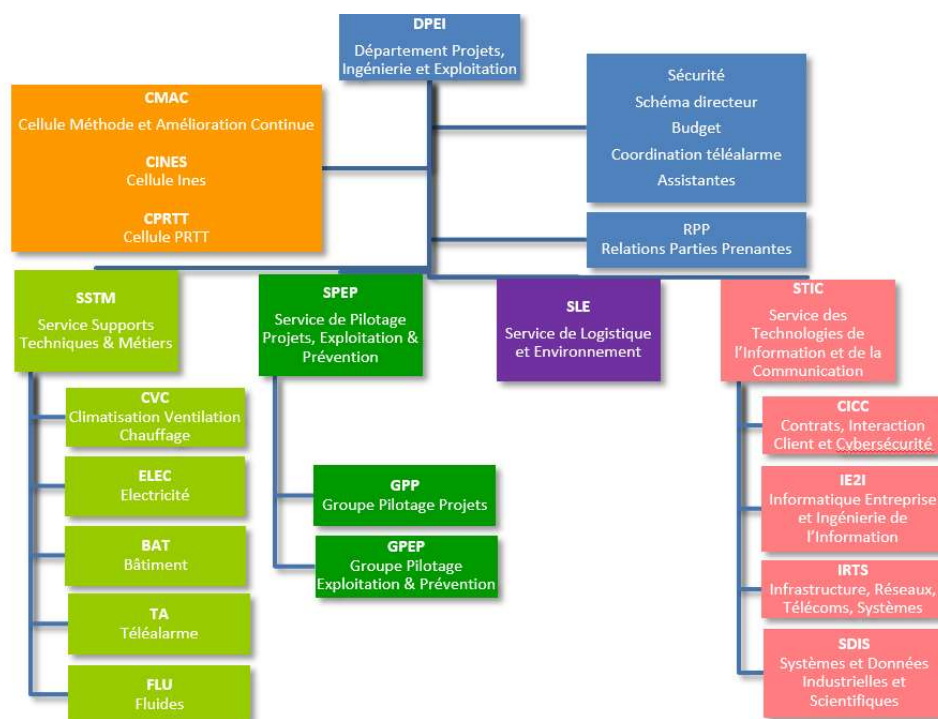 DPEI
Département Projets,
Ingénierie et Exploitation
Sécurité
Schéma directeur
Budget
Coordination téléalarme
Assistantes
CMAC
Cellule Méthode et Amélioration Continue
CINES
Cellule Ines
CPRTT
Cellule PRTT
RPP
Relations Parties Prenantes
SSTM
Service Supports
Techniques & Métiers
SPEP
Service de Pilotage
Projets, Exploitation &
Prévention
SLE
Service de Logistique
et Environnement
STIC
Service des
Technologies de
l'Information et de la
Communication
CVC
Climatisation Ventilation
Chauffage
ELEC
Electricité
BAT
Bâtiment
TA
Téléalarme
FLU
Fluides
GPP
Groupe Pilotage Projets
GPEP
Groupe Pilotage
Exploitation & Prévention
CICC
Contrats, Interaction
Client et Cybersécurité
IE2I
Informatique Entreprise
et Ingénierie de
l'Information
IRTS
Infrastructure, Réseaux,
Télécoms, Systèmes
SDIS
Systèmes et Données
Industrielles et
Scientifiques